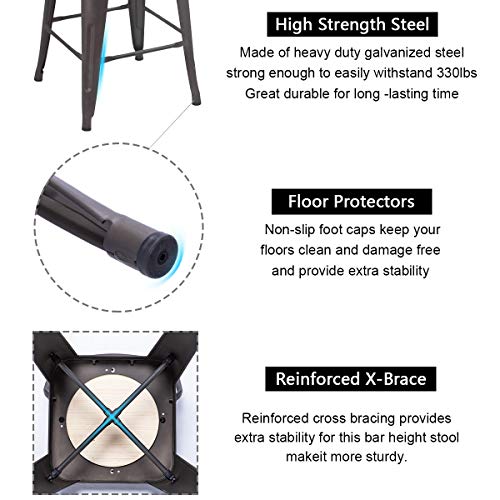 High Strength Steel
Made of heavy duty galvanized steel
strong enough to easily withstand 330lbs
Great durable for long -lasting time
Floor Protectors
Non-slip foot caps keep your
floors clean and damage free
and provide extra stability
Reinforced X-Brace
Reinforced cross bracing provides
extra stability for this bar height stool
makeit more sturdy.